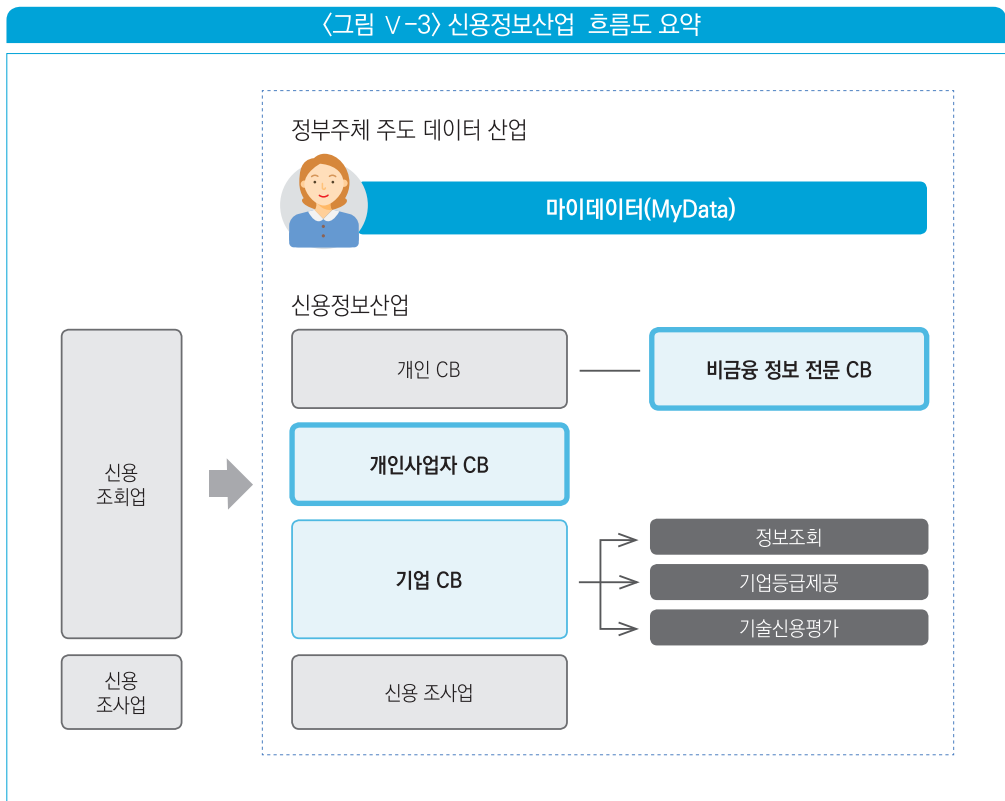 〈그림 Ⅴ-3〉 신용정보산업 흐름도 요약
정부주체 주도 데이터 산업
마이데이터(MyData)
신용정보산업
신용
조회업
개인 CB
비금융 정보 전문 CB
개인사업자 CB
기업 CB
정보조회
기업등급제공
기술신용평가
신용
조사업
신용 조사업